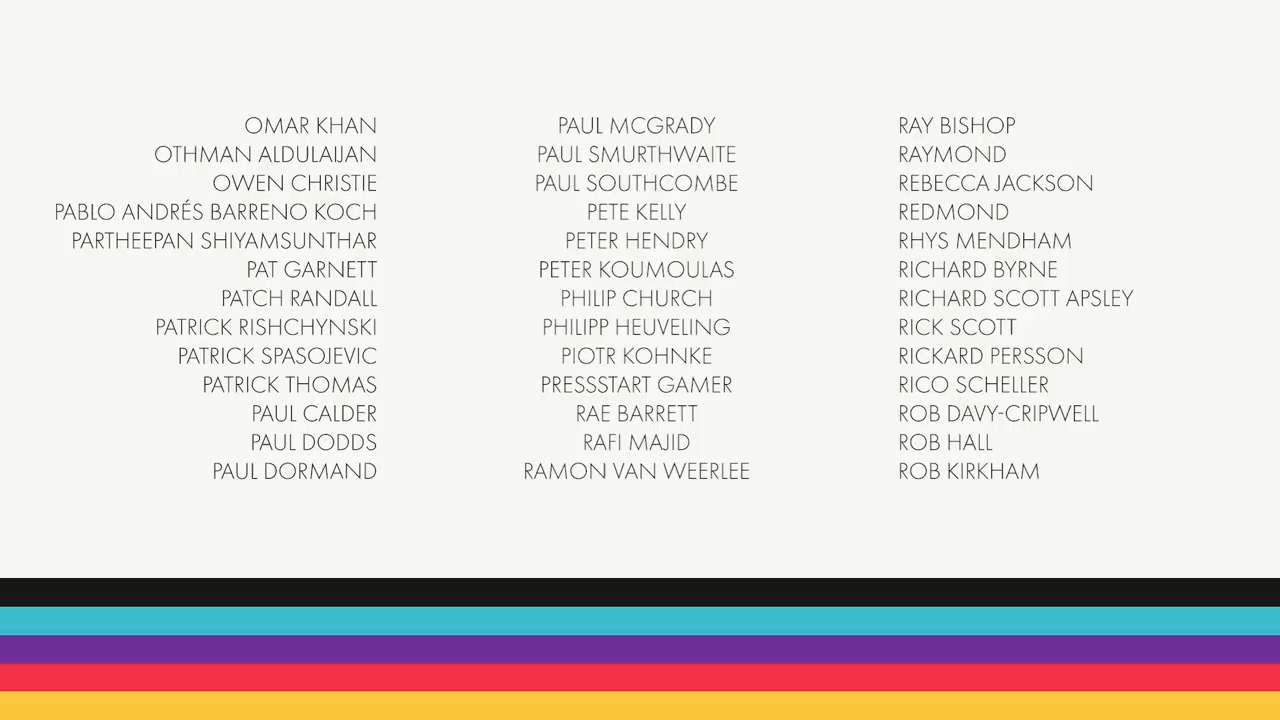 OMAR KHAN
OTHMAN ALDULAIJAN
OWEN CHRISTIE
PABLO ANDRÉS BARRENO KOCH
PARTHEEPAN SHIYAMSUNTHAR
PAT GARNETT
PATCH RANDALL
PATRICK RISHCHYNSKI
PATRICK SPASOJEVIC
PATRICK THOMAS
PAUL CALDER
PAUL DODDS
PAUL DORMAND
PAUL MCGRADY
PAUL SMURTHWAITE
PAUL SOUTHCOMBE
PETE KELLY
PETER HENDRY
PETER KOUMOULAS
PHILIP CHURCH
PHILIPP HEUVELING
PIOTR KOHNKE
PRESSSTART GAMER
RAE BARRETT
RAFI MAJID
RAMON VAN WEERLEE
RAY BISHOP
RAYMOND
REBECCA JACKSON
REDMOND
RHYS MENDHAM
RICHARD BYRNE
RICHARD SCOTT APSLEY
RICK SCOTT
RICKARD PERSSON
RICO SCHELLER
ROB DAVY-CRIPWELL
ROB HALL
ROB KIRKHAM